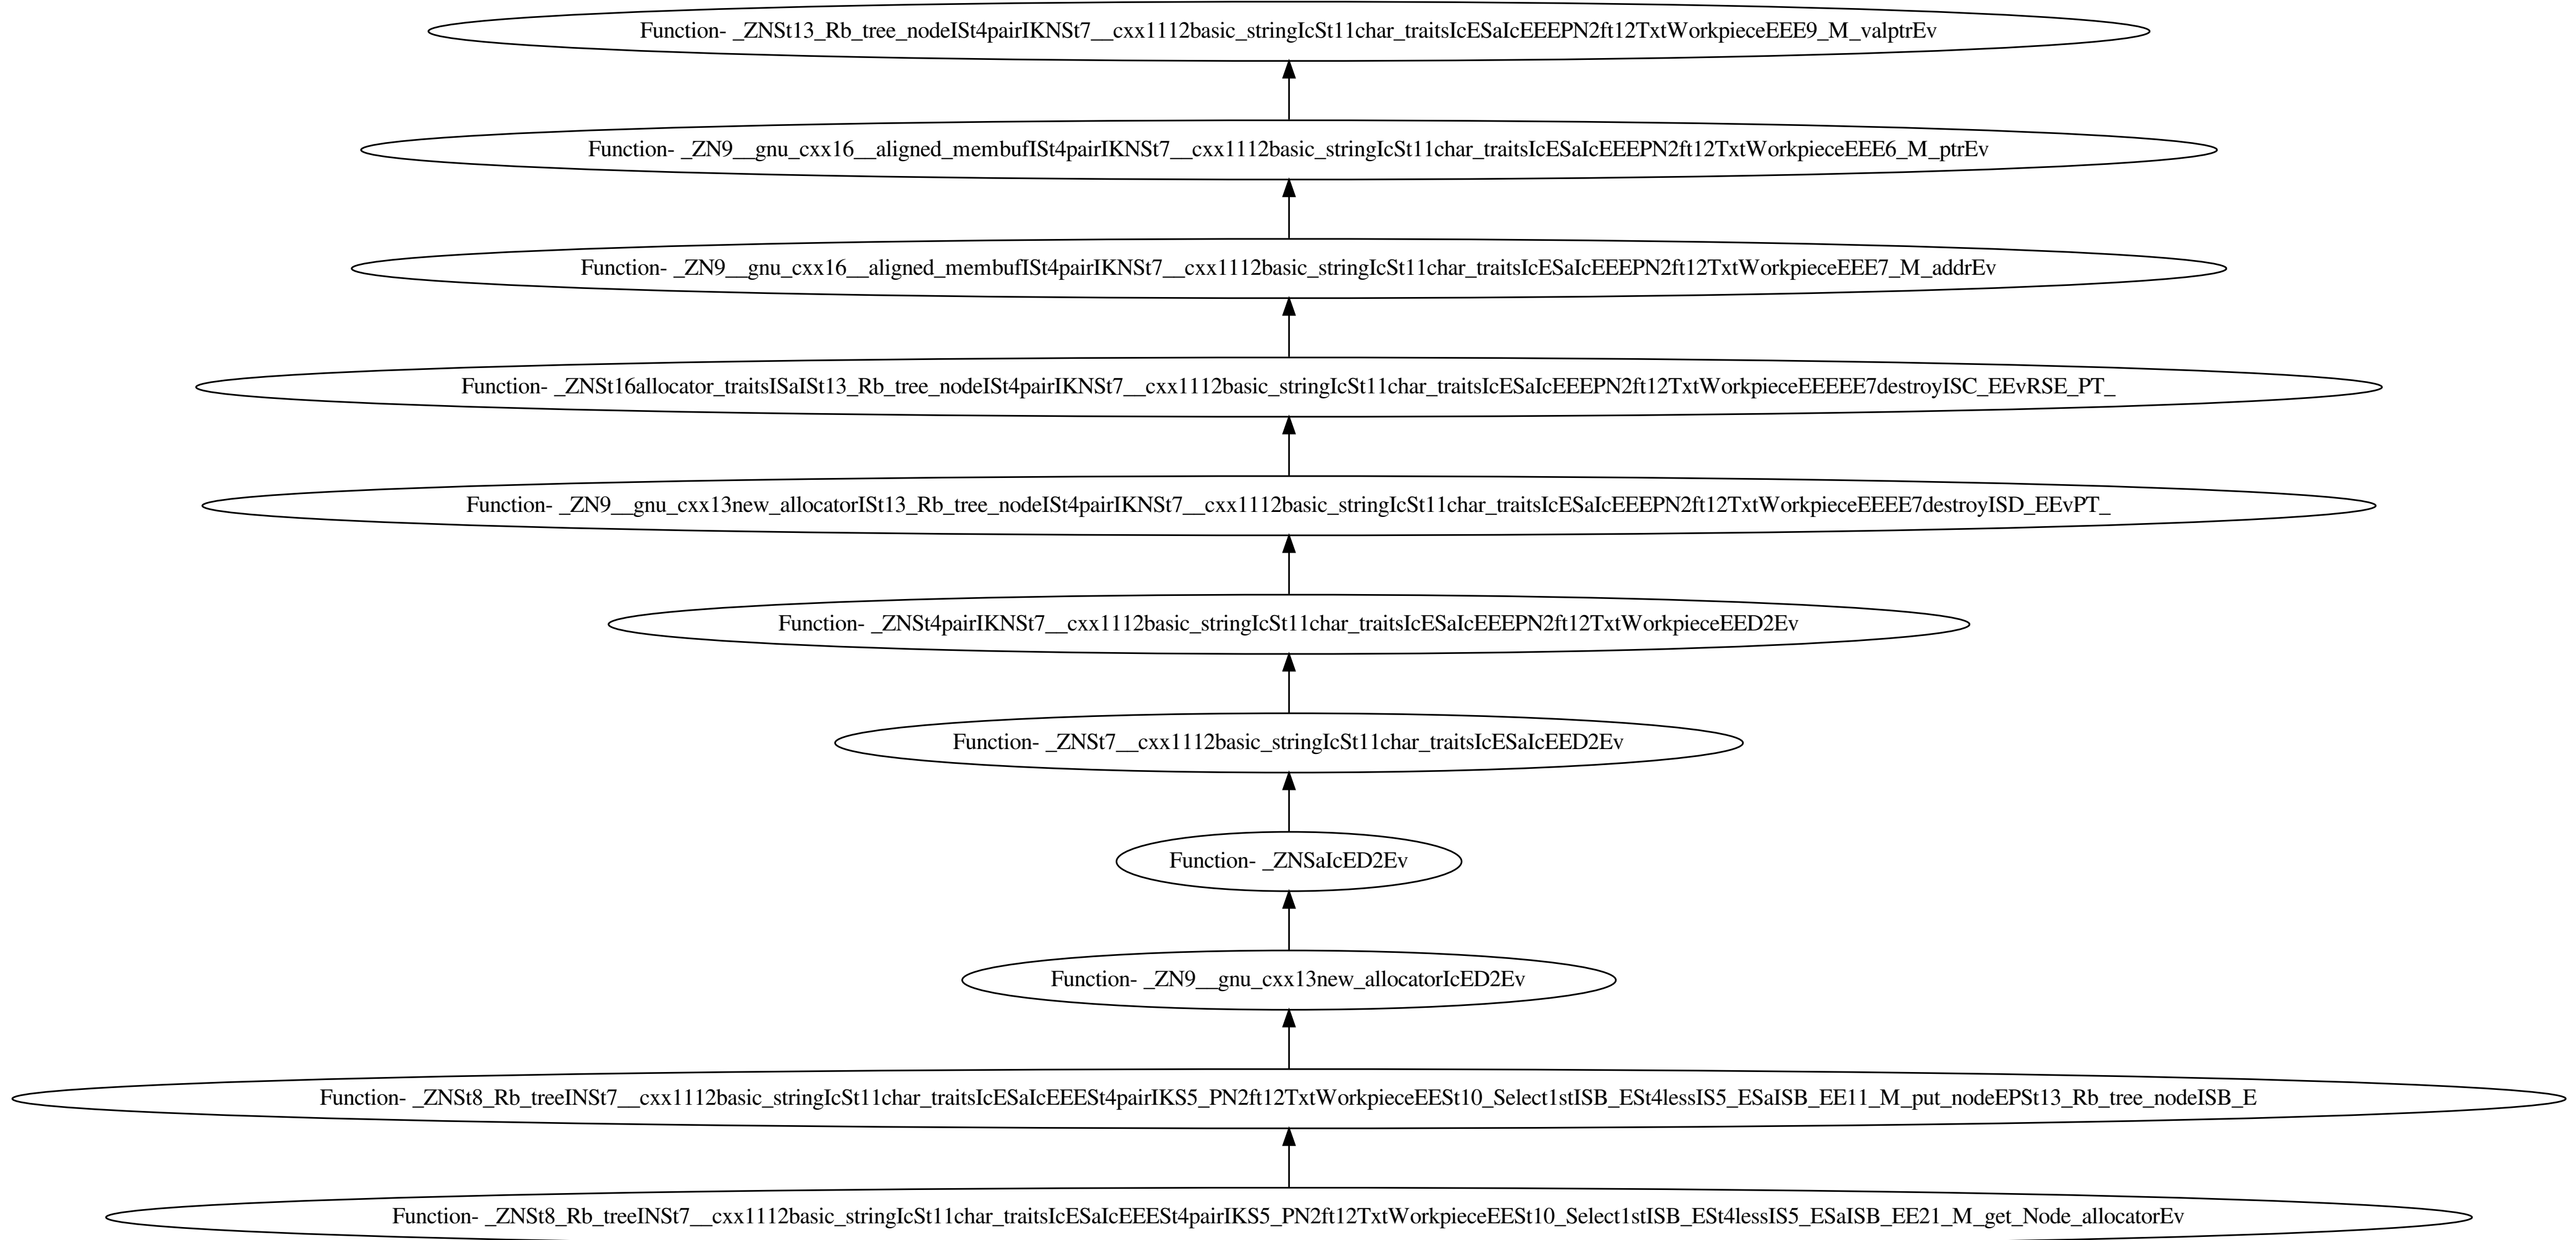 Function- _ZNSt13_Rb_tree_nodeISt4pairIKNSt7__cxx1112basic_stringIcSt11char_traitsIcESaIcEEEPN2ft12TxtWorkpieceEEE9_M_valptrEv
Function- _ZN9__gnu_cxx16__aligned_membufISt4pairIKNSt7__cxx1112basic_stringIcSt11char_traitsIcESaIcEEEPN2ft12TxtWorkpieceEEE6_M_ptrEv
Function- _ZN9__gnu_cxx16__aligned_membufISt4pairIKNSt7__cxx1112basic_stringIcSt11char_traitsIcESaIcEEEPN2ft12TxtWorkpieceEEE7_M_addrEv
Function- _ZNSt16allocator_traitsISaISt13_Rb_tree_nodeISt4pairIKNSt7__cxx1112basic_stringIcSt11char_traitsIcESaIcEEEPN2ft12TxtWorkpieceEEEEE7destroyISC_EEvRSE_PT_
Function- _ZN9__gnu_cxx13new_allocatorISt13_Rb_tree_nodeISt4pairIKNSt7__cxx1112basic_stringIcSt11char_traitsIcESaIcEEEPN2ft12TxtWorkpieceEEEE7destroyISD_EEvPT_
Function- _ZNSt4pairIKNSt7__cxx1112basic_stringIcSt11char_traitsIcESaIcEEEPN2ft12TxtWorkpieceEED2Ev
Function- _ZNSt7__cxx1112basic_stringIcSt11char_traitsIcESaIcEED2Ev
Function- _ZNSaIcED2Ev
Function- _ZN9__gnu_cxx13new_allocatorIcED2Ev
Function- _ZNSt8_Rb_treeINSt7__cxx1112basic_stringIcSt11char_traitsIcESaIcEEESt4pairIKS5_PN2ft12TxtWorkpieceEESt10_Select1stISB_ESt4lessIS5_ESaISB_EE11_M_put_nodeEPSt13_Rb_tree_nodeISB_E
Function- _ZNSt8_Rb_treeINSt7__cxx1112basic_stringIcSt11char_traitsIcESaIcEEESt4pairIKS5_PN2ft12TxtWorkpieceEESt10_Select1stISB_ESt4lessIS5_ESaISB_EE21_M_get_Node_allocatorEv